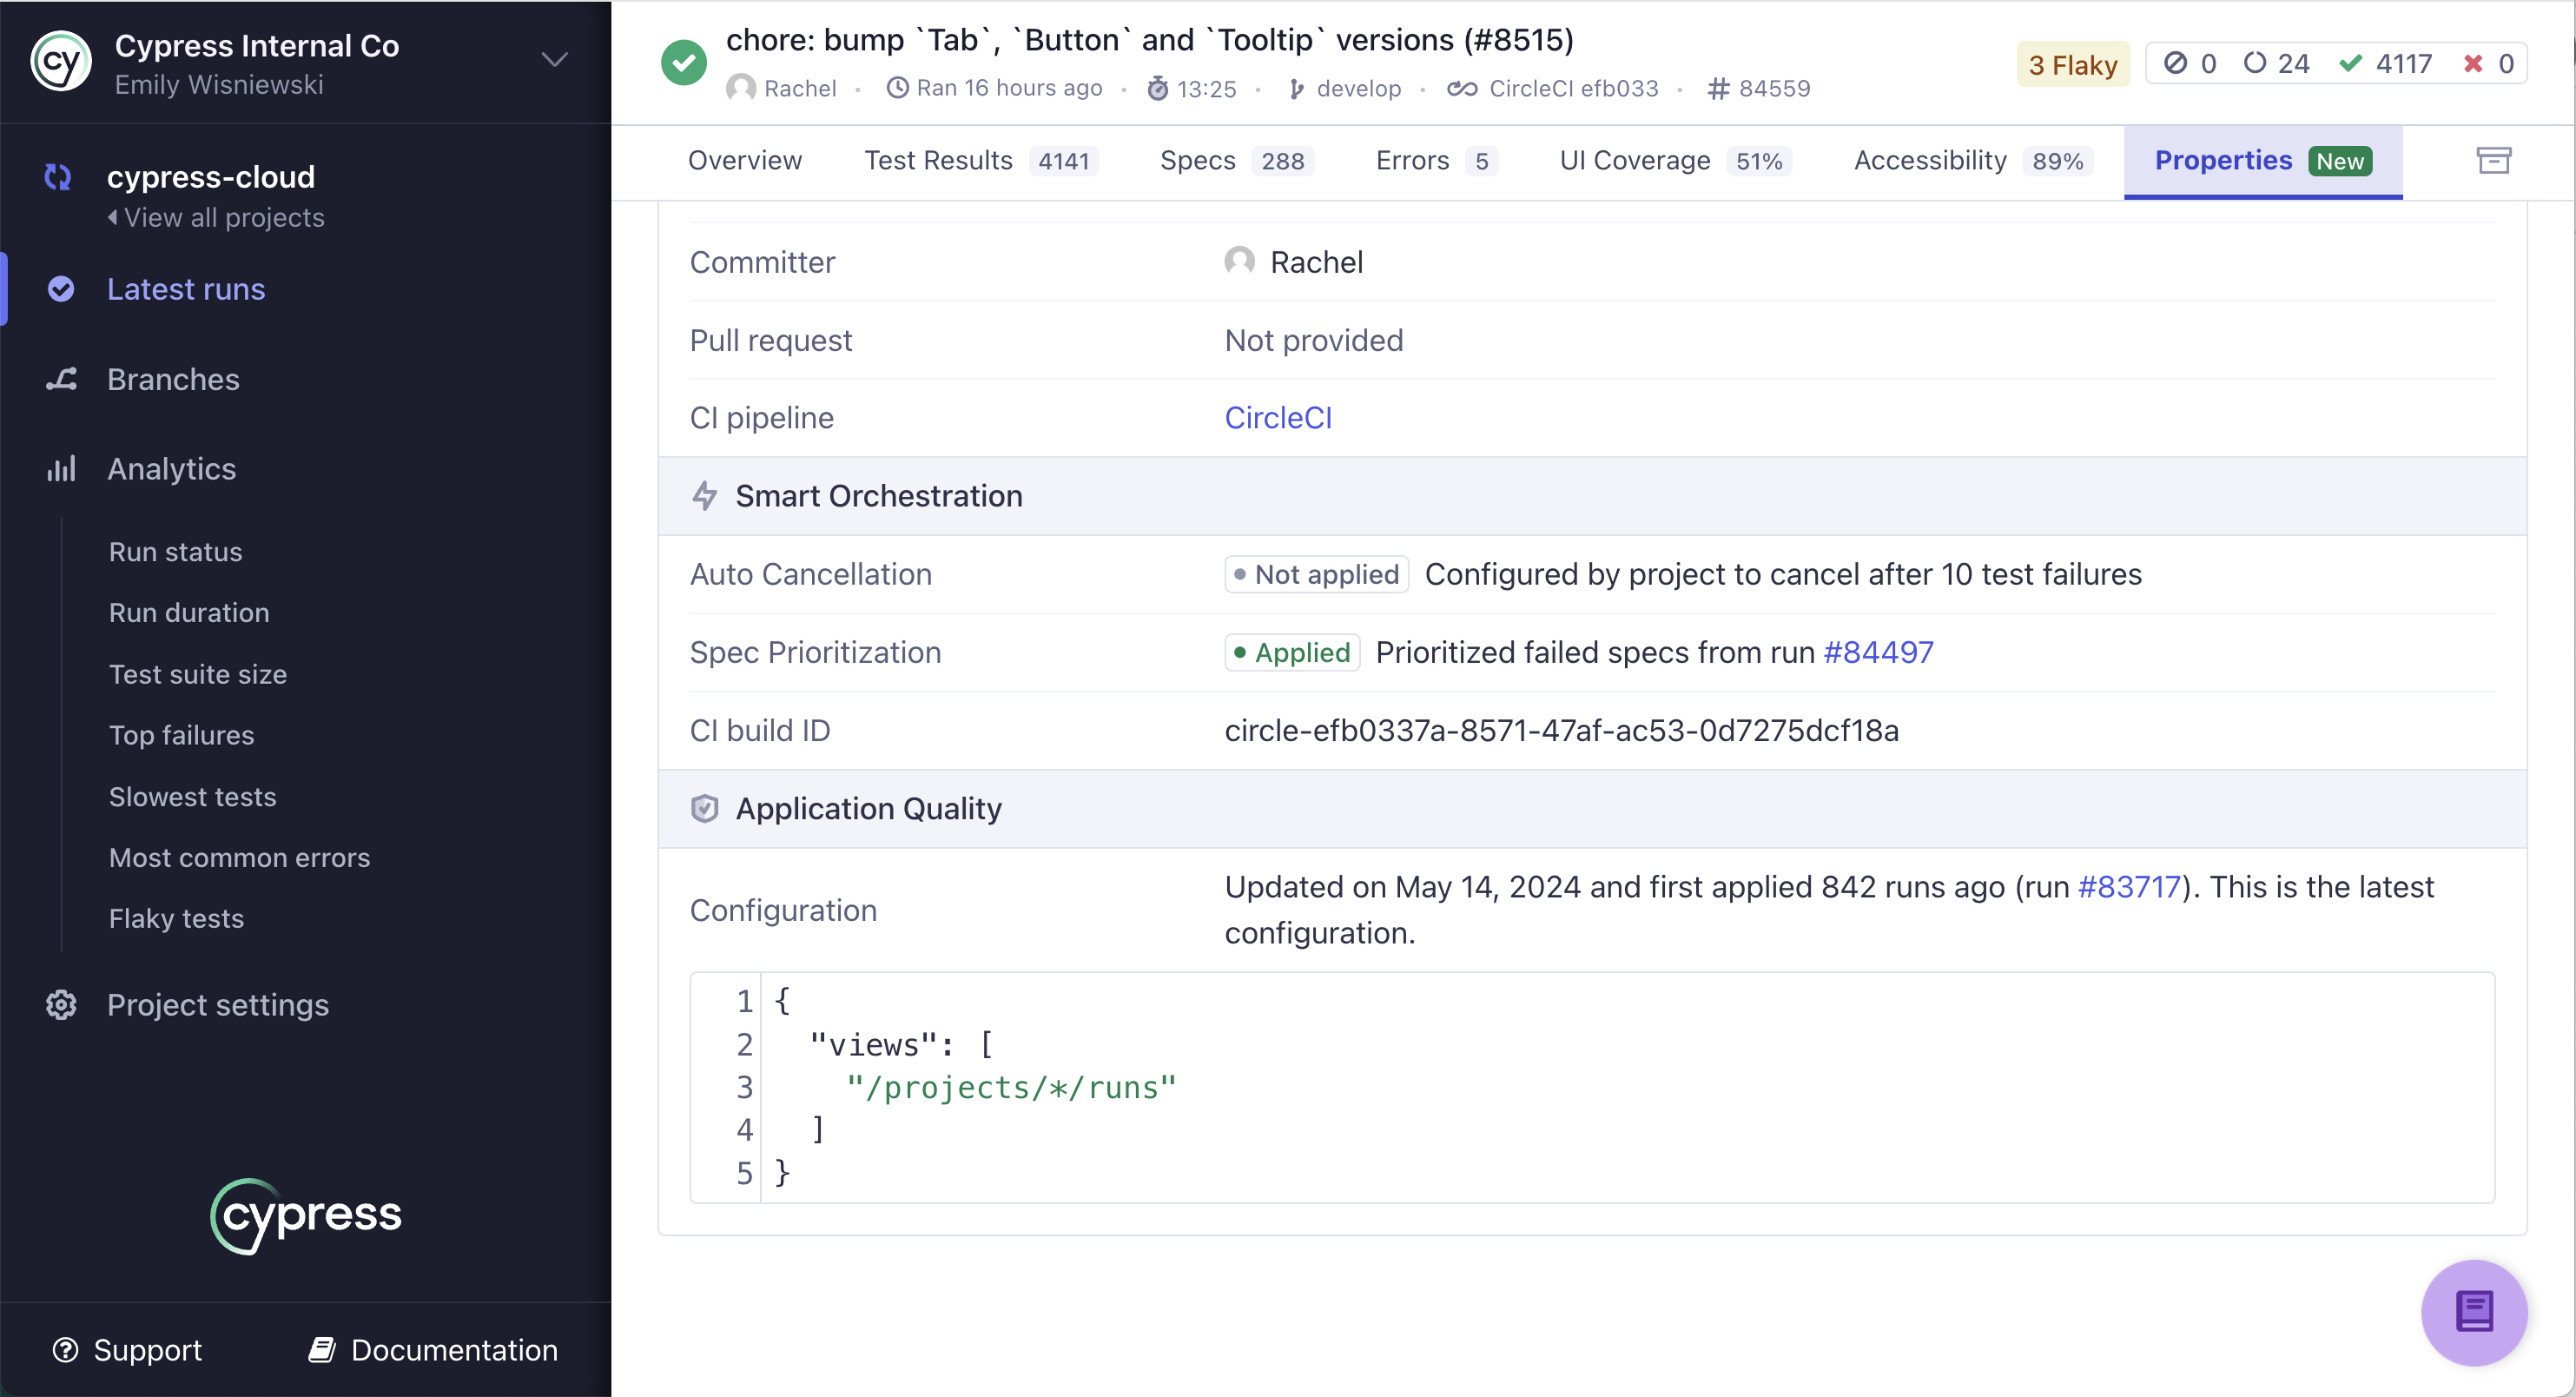 cy
Cypress Internal Co
Emily Wisniewski
cypress-cloud
View all projects
Latest runs
Branches
Analytics
Run status
Run duration
Test suite size
Top failures
Slowest tests
Most common errors
Flaky tests
Project settings
cypress
Support
Documentation
chore: bump `Tab`, `Button` and `Tooltip` versions (#8515)
Rachel · Ran 16 hours ago · 13:25 · develop · CircleCI efb033 · # 84559
3 Flaky 0 24 4117 0
Overview Test Results 4141 Specs 288 Errors 5 UI Coverage 51% Accessibility 89% Properties New
Committer Rachel
Pull request Not provided
CI pipeline CircleCI
Smart Orchestration
Auto Cancellation Not applied Configured by project to cancel after 10 test failures
Spec Prioritization Applied Prioritized failed specs from run #84497
CI build ID circle-efb0337a-8571-47af-ac53-0d7275dcf18a
Application Quality
Configuration Updated on May 14, 2024 and first applied 842 runs ago (run #83717). This is the latest
configuration.
1 {
2 "views": [
3 "/projects/*/runs"
4 ]
5 }